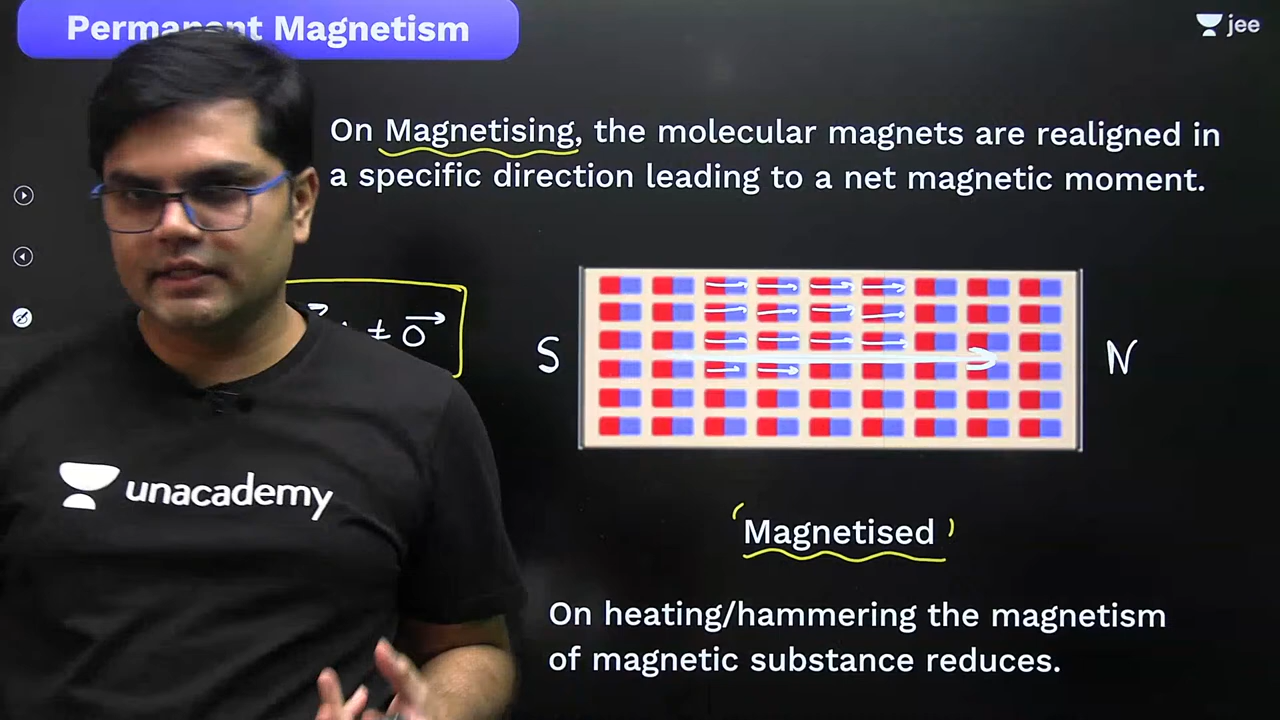 Permanent Magnetism
jee
On Magnetising, the molecular magnets are realigned in
a specific direction leading to a net magnetic moment.
≠ 0
S
N
unacademy
'Magnetised'
On heating/hammering the magnetism
of magnetic substance reduces.